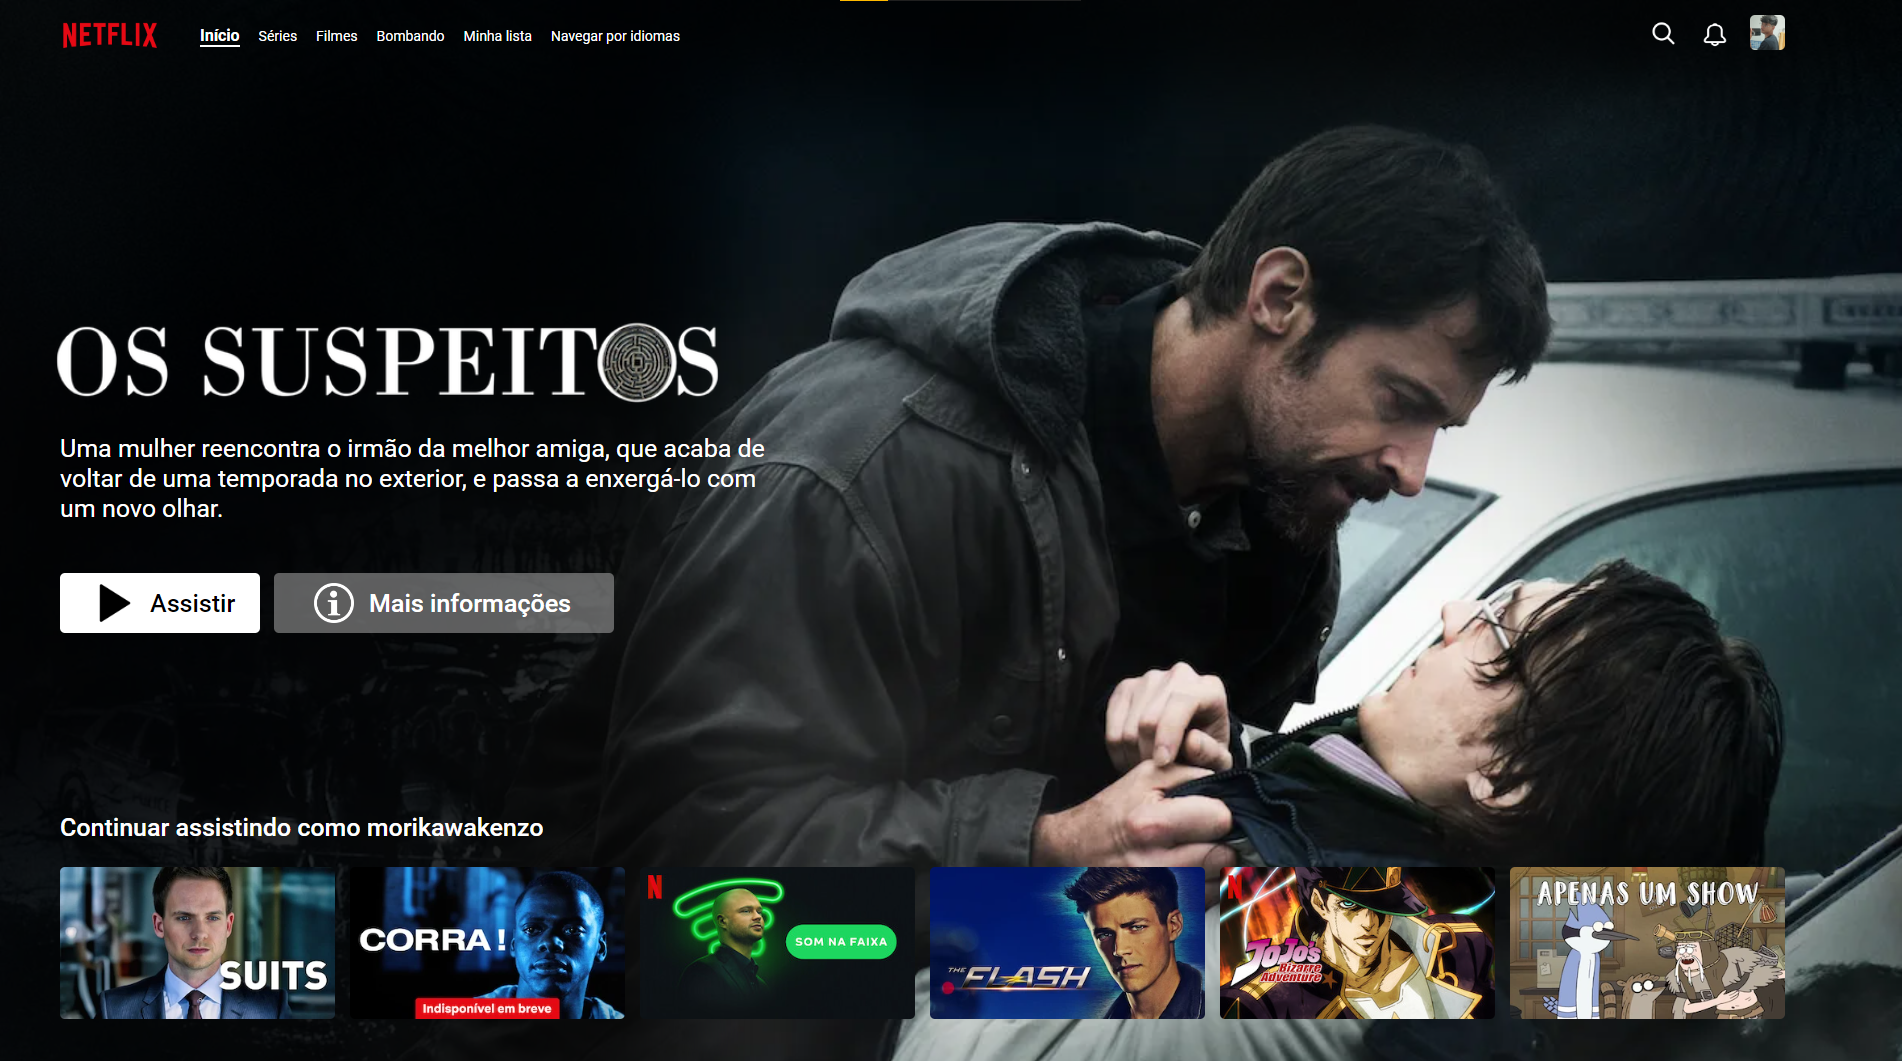 NETFLIX
Início Séries Filmes Bombando Minha lista Navegar por idiomas
OS SUSPEITOS
Uma mulher reencontra o irmão da melhor amiga, que acaba de
voltar de uma temporada no exterior, e passa a enxergá-lo com
um novo olhar.
Assistir
Mais informações
Continuar assistindo como morikawakenzo
SUITS
CORRA!
Indisponível em breve
N
SOM NA FAIXA
THE FLASH
N
JOJO'S
BIZARRE
ADVENTURE
APENAS UM SHOW